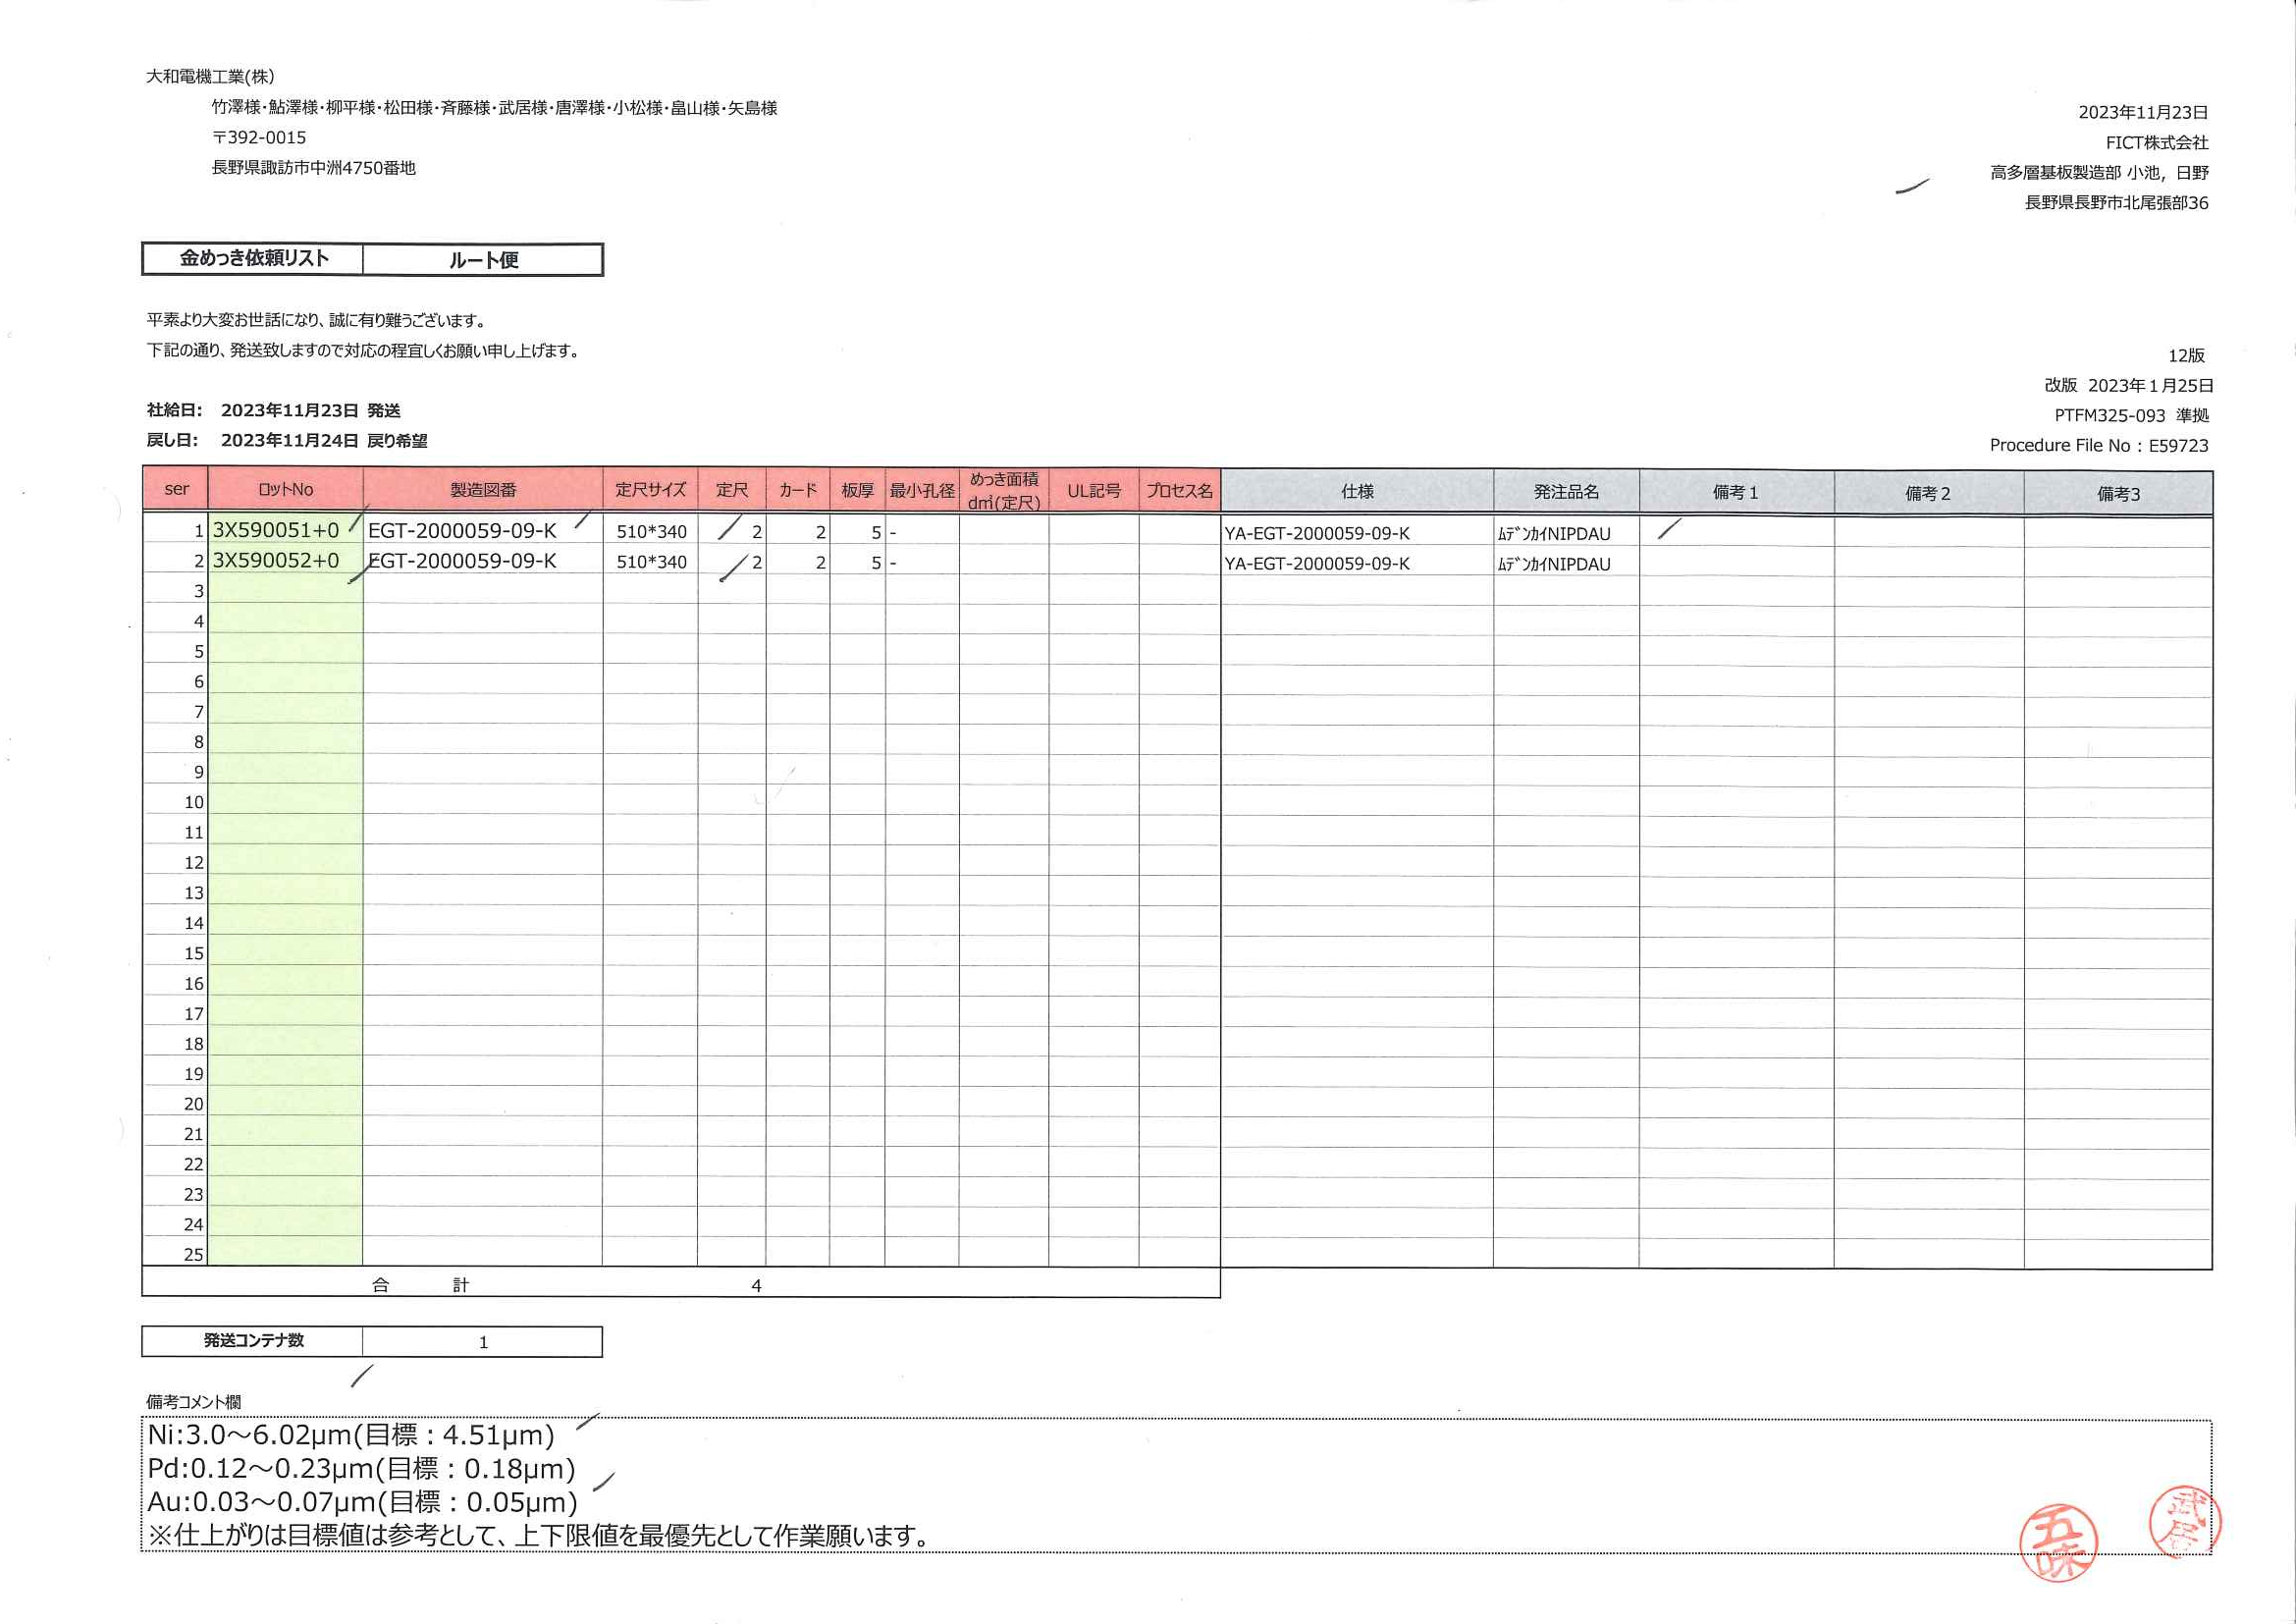 大和電機工業(株)
竹澤様・鮎澤様・柳平様・松田様・斉藤様・武居様・唐澤様・小松様・畠山様・矢島様
〒392-0015
長野県諏訪市中洲4750番地
2023年11月23日
FICT株式会社
高多層基板製造部 小池，日野
長野県長野市北尾張部36
金めっき依頼リスト ルート便
平素より大変お世話になり、誠に有り難うございます。
下記の通り、発送致しますので対応の程宜しくお願い申し上げます。
12版
改版 2023年１月25日
PTFM325-093 準拠
Procedure File No：E59723
社給日: 2023年11月23日 発送
戻し日: 2023年11月24日 戻り希望
ser ロットNo 製造図番 定尺サイズ 定尺 カード 板厚 最小孔径 めっき面積 dm²(定尺) UL記号 プロセス名 仕様 発注品名 備考１ 備考２ 備考3
1 3X590051+0 EGT-2000059-09-K 510*340 2 2 5 - YA-EGT-2000059-09-K ﾑﾃﾞﾝｶｲNIPDAU
2 3X590052+0 EGT-2000059-09-K 510*340 2 2 5 - YA-EGT-2000059-09-K ﾑﾃﾞﾝｶｲNIPDAU
3
4
5
6
7
8
9
10
11
12
13
14
15
16
17
18
19
20
21
22
23
24
25
合 計 4
発送コンテナ数 1
備考コメント欄
Ni:3.0～6.02μm(目標：4.51μm)
Pd:0.12～0.23μm(目標：0.18μm)
Au:0.03～0.07μm(目標：0.05μm)
※仕上がりは目標値は参考として、上下限値を最優先として作業願います。
五味
武居